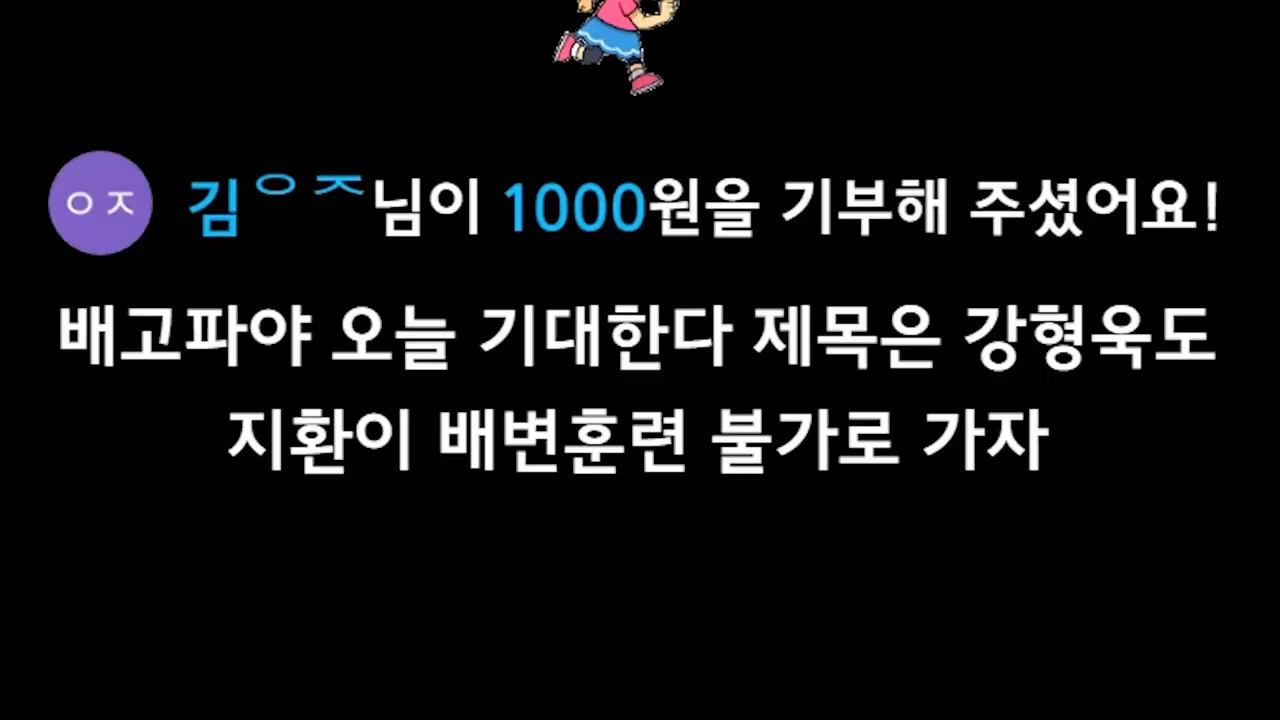 ㅇㅈ
김ㅇㅈ님이 1000원을 기부해 주셨어요!
배고파야 오늘 기대한다 제목은 강형욱도
지환이 배변훈련 불가로 가자